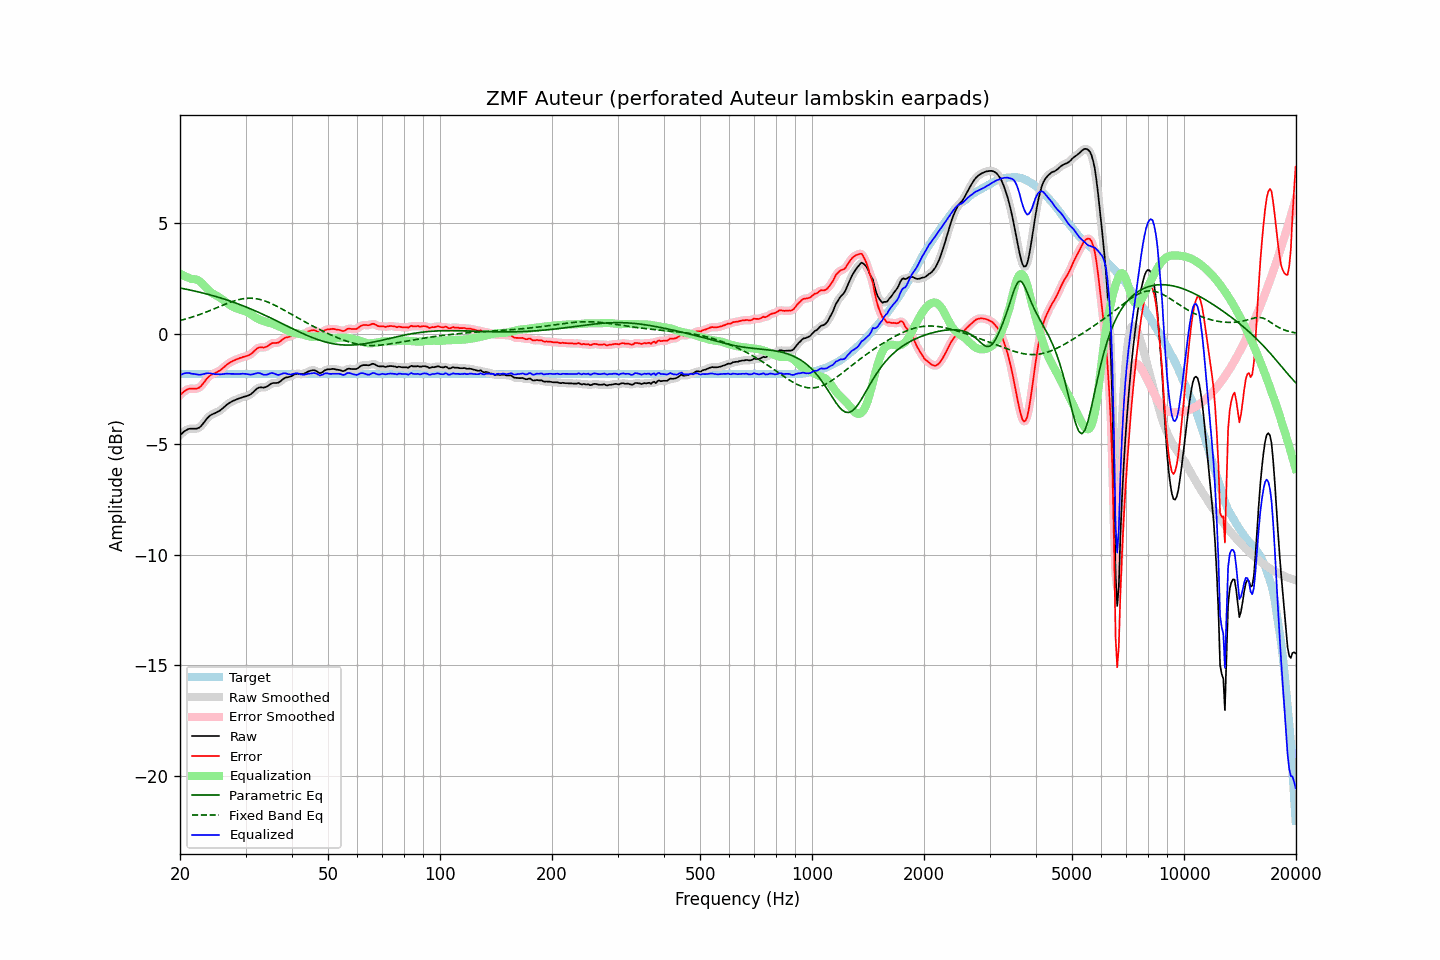 ZMF Auteur (perforated Auteur lambskin earpads)
Amplitude (dBr)
5
0
−5
−10
−15
−20
Target
Raw Smoothed
Error Smoothed
Raw
Error
Equalization
Parametric Eq
Fixed Band Eq
Equalized
20
50
100
200
500
1000
2000
5000
10000
20000
Frequency (Hz)